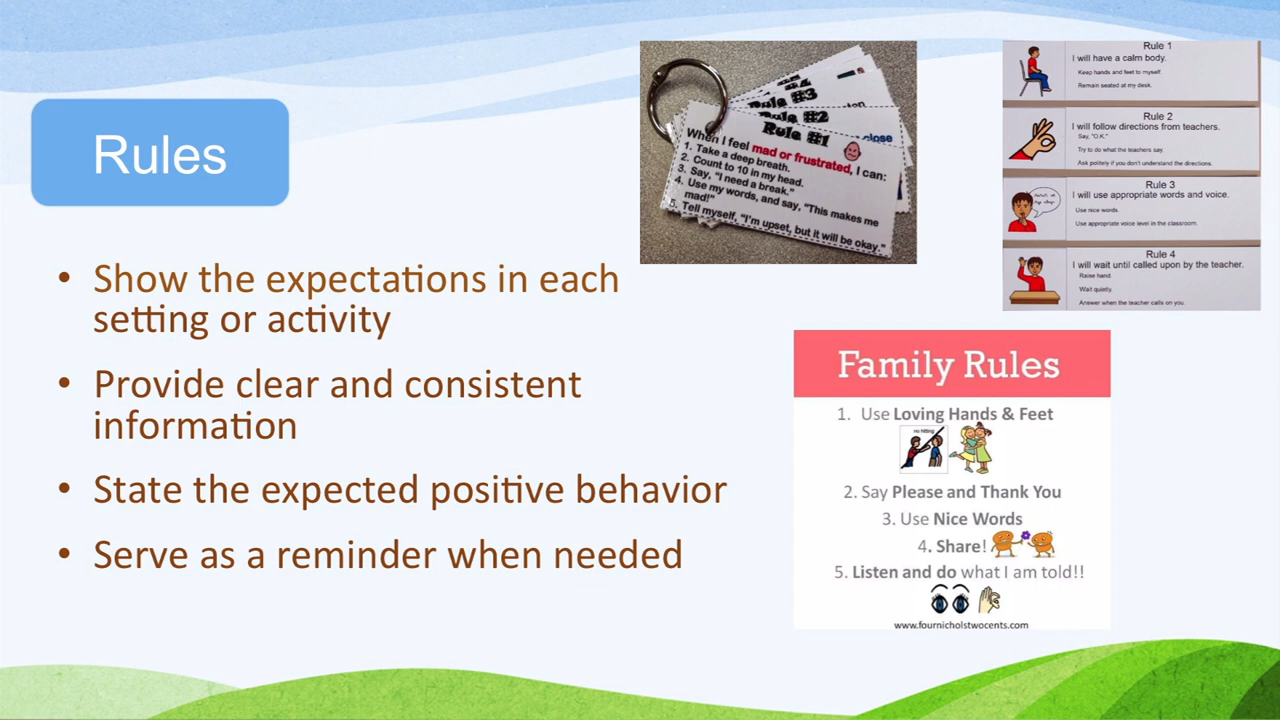 Rules
• Show the expectations in each
setting or activity
• Provide clear and consistent
information
• State the expected positive behavior
• Serve as a reminder when needed
Rule #3
Rule #2
close
Rule #1
When I feel mad or frustrated, I can:
1. Take a deep breath.
2. Count to 10 in my head.
3. Say, "I need a break."
4. Use my words, and say, "This makes me
mad!"
5. Tell myself, "I'm upset, but it will be okay."
Rule 1
I will have a calm body.
Keep hands and feet to myself.
Remain seated at my desk.
Rule 2
I will follow directions from teachers.
Say, "O.K."
Try to do what the teachers say.
Ask politely if you don't understand the directions.
Rule 3
I will use appropriate words and voice.
Use nice words.
Use appropriate voice level in the classroom.
Rule 4
I will wait until called upon by the teacher.
Raise hand.
Wait quietly.
Answer when the teacher calls on you.
Family Rules
1. Use Loving Hands & Feet
no hitting
2. Say Please and Thank You
3. Use Nice Words
4. Share!
5. Listen and do what I am told!!
www.fournicholstwocents.com